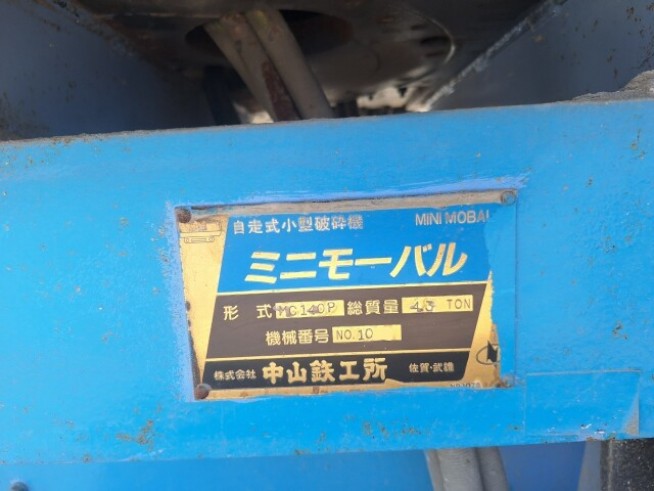 自走式小型破砕機 MINI MOBAL
ミニモーバル
形式 MC140P 総質量 4.3 TON
機械番号 NO.10
株式会社 中山鉄工所 佐賀・武雄